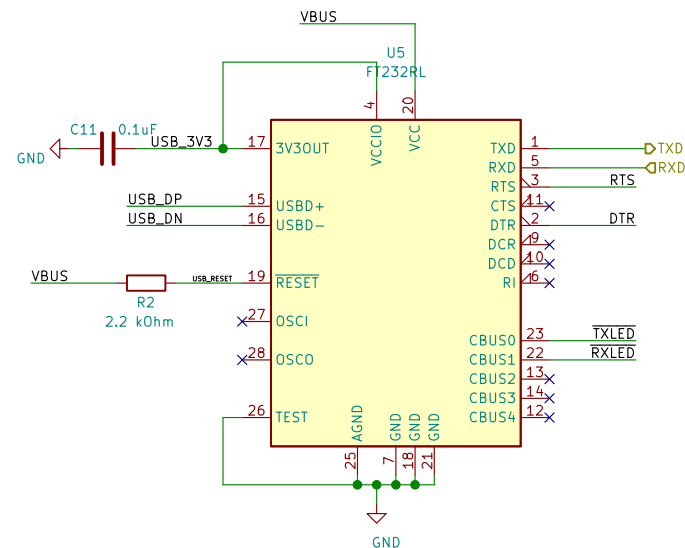 VBUS
U5
FT232RL
4
20
VCCIO
VCC
C11
0.1uF
GND
USB_3V3
17
3V3OUT
USB_DP
15
USBD+
USB_DN
16
USBD-
VBUS
R2
2.2 kOhm
USB_RESET
19
RESET
27
OSCI
28
OSCO
26
TEST
TXD
1
TXD
RXD
5
RXD
RTS
3
RTS
CTS
11
DTR
2
DTR
DCR
9
DCD
10
RI
6
CBUS0
23
TXLED
CBUS1
22
RXLED
CBUS2
13
CBUS3
14
CBUS4
12
AGND
GND
GND
GND
25
7
18
21
GND